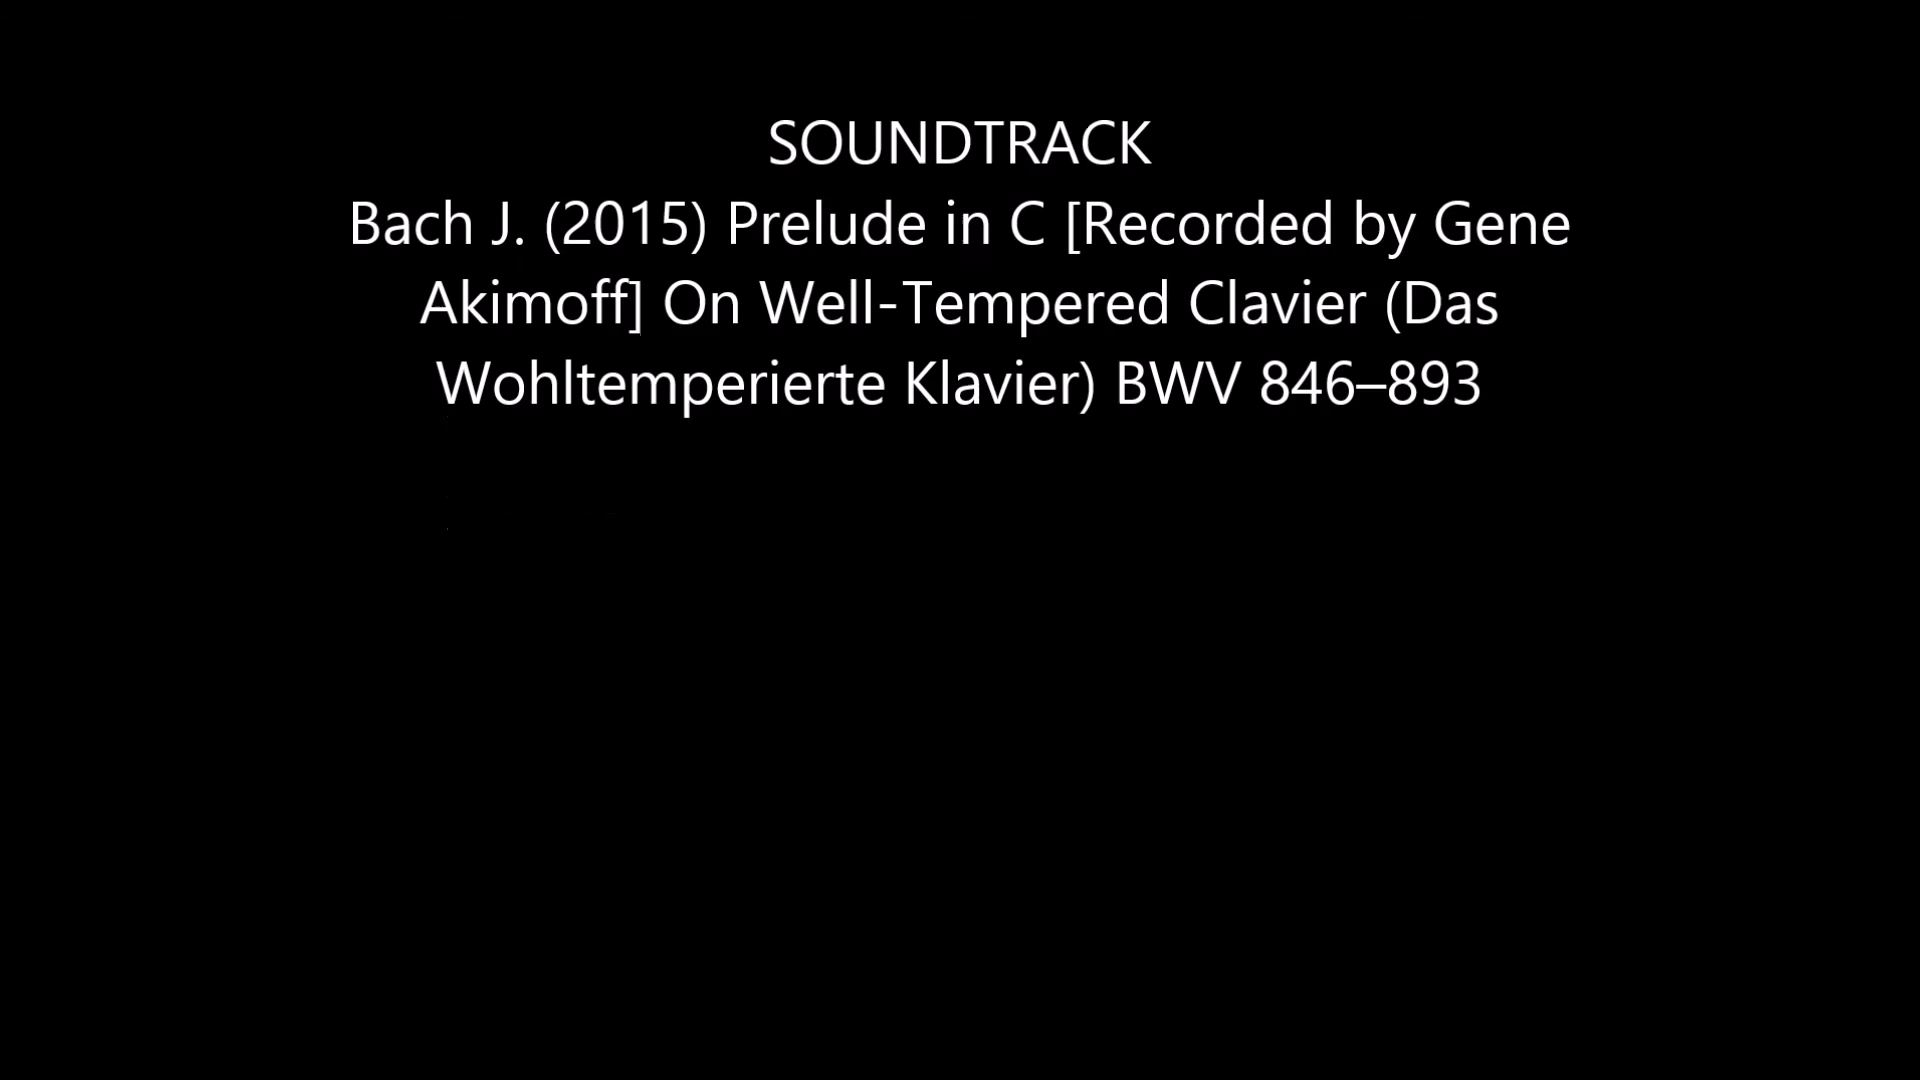 SOUNDTRACK
Bach J. (2015) Prelude in C [Recorded by Gene
Akimoff] On Well-Tempered Clavier (Das
Wohltemperierte Klavier) BWV 846–893